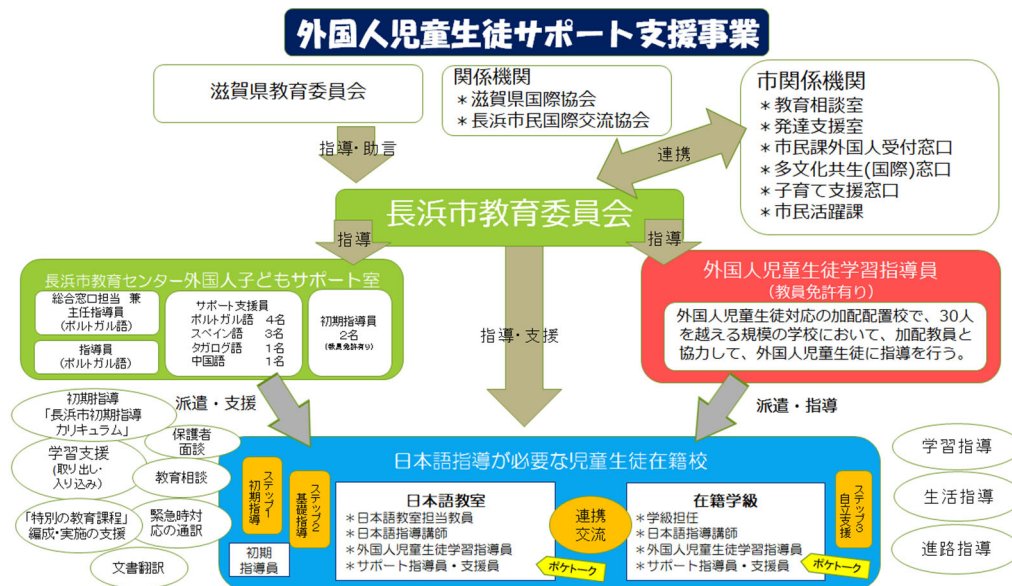 外国人児童生徒サポート支援事業
滋賀県教育委員会
関係機関
＊滋賀県国際協会
＊長浜市民国際交流協会
市関係機関
＊教育相談室
＊発達支援室
＊市民課外国人受付窓口
＊多文化共生(国際)窓口
＊子育て支援窓口
＊市民活躍課
指導・助言
連携
長浜市教育委員会
指導
指導
指導・支援
長浜市教育センター外国人子どもサポート室
総合窓口担当　兼
主任指導員
(ポルトガル語)
指導員
(ポルトガル語)
サポート支援員
ポルトガル語　4名
スペイン語　3名
タガログ語　1名
中国語　1名
初期指導員
2名
(教員免許有り)
外国人児童生徒学習指導員
(教員免許有り)
外国人児童生徒対応の加配配置校で、30人
を越える規模の学校において、加配教員と
協力して、外国人児童生徒に指導を行う。
派遣・支援
派遣・指導
初期指導
「長浜市初期指導
カリキュラム」
保護者
面談
学習支援
(取り出し・
入り込み)
教育相談
「特別の教育課程」
編成・実施の支援
緊急時対
応の通訳
文書翻訳
日本語指導が必要な児童生徒在籍校
ステップ1
初期指導
ステップ2
基礎指導
初期
指導員
日本語教室
＊日本語教室担当教員
＊日本語指導講師
＊外国人児童生徒学習指導員
＊サポート指導員・支援員
ポケトーク
連携
交流
在籍学級
＊学級担任
＊日本語指導講師
＊外国人児童生徒学習指導員
＊サポート指導員・支援員
ポケトーク
ステップ3
自立支援
学習指導
生活指導
進路指導